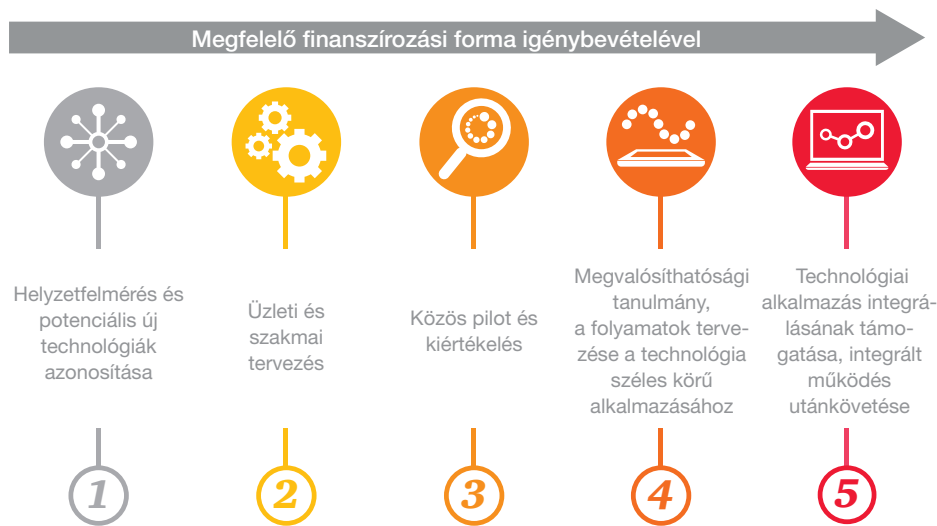 Megfelelő finanszírozási forma igénybevételével
Helyzetfelmérés és
potenciális új
technológiák
azonosítása
Üzleti és
szakmai
tervezés
Közös pilot és
kiértékelés
Megvalósíthatósági
tanulmány,
a folyamatok terve-
zése a technológia
széles körű
alkalmazásához
Technológiai
alkalmazás integrá-
lásának támo-
gatása, integrált
működés
utánkövetése
1
2
3
4
5